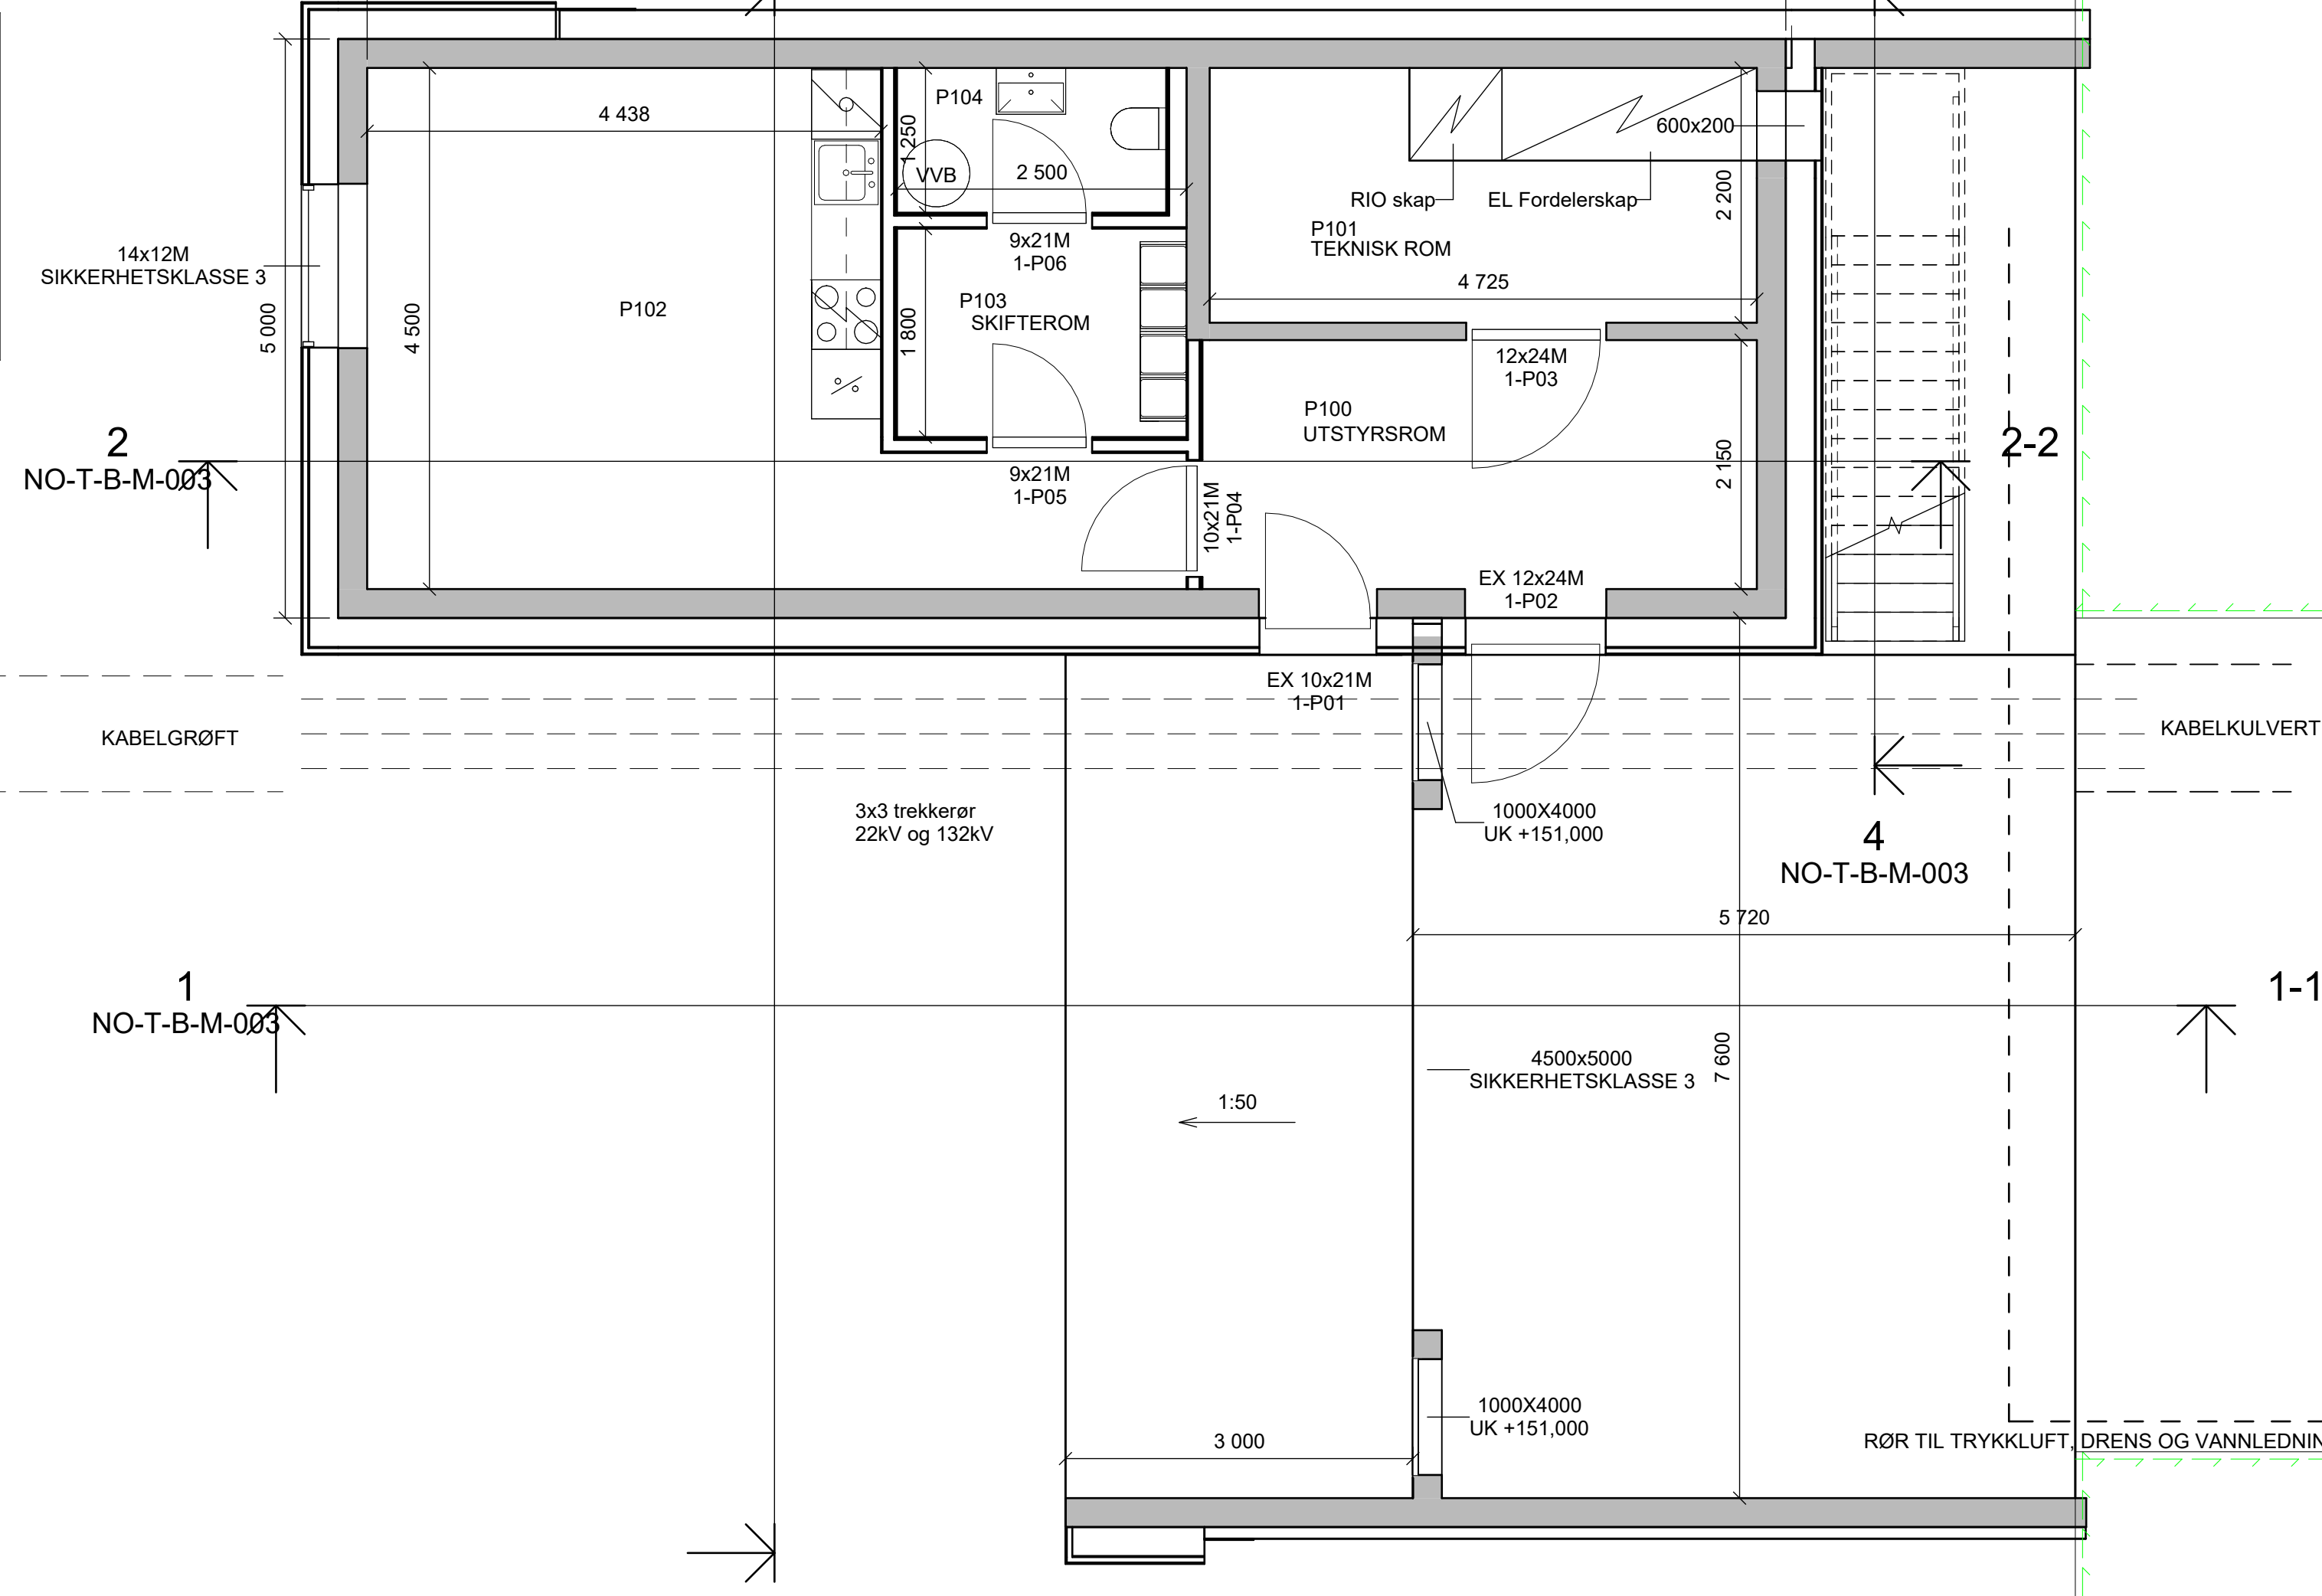 4 438
P104
1 250
VVB
2 500
600x200
RIO skap
EL Fordelerskap
2 200
P101
TEKNISK ROM
4 725
14x12M
SIKKERHETSKLASSE 3
5 000
4 500
P102
9x21M
1-P06
P103
SKIFTEROM
1 800
12x24M
1-P03
P100
UTSTYRSROM
2 150
2
NO-T-B-M-003
2-2
9x21M
1-P05
10x21M
1-P04
EX 12x24M
1-P02
EX 10x21M
1-P01
KABELGRØFT
KABELKULVERT
3x3 trekkerør
22kV og 132kV
1000X4000
UK +151,000
4
NO-T-B-M-003
5 720
1
NO-T-B-M-003
1-1
4500x5000
SIKKERHETSKLASSE 3
7 600
1:50
1000X4000
UK +151,000
3 000
RØR TIL TRYKKLUFT, DRENS OG VANNLEDNIN